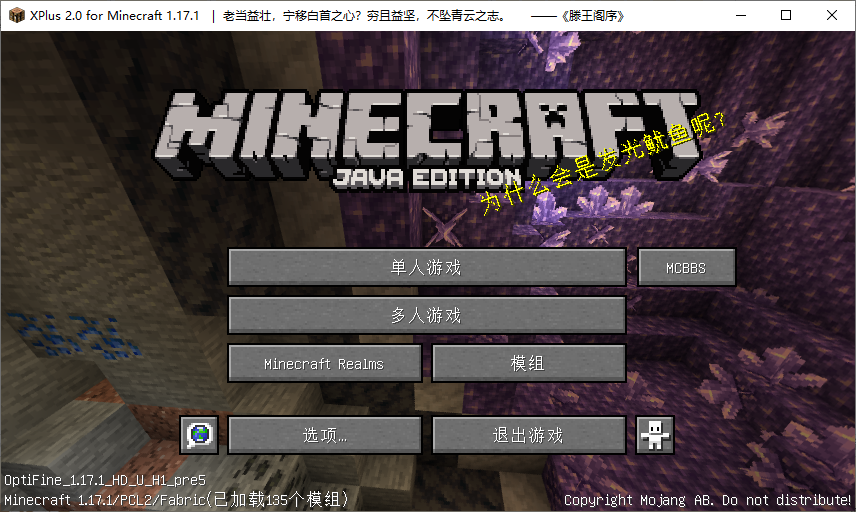 XPlus 2.0 for Minecraft 1.17.1 | 老当益壮，宁移白首之心？穷且益坚，不坠青云之志。 ——《滕王阁序》
MINECRAFT
JAVA EDITION
为什么会是发光鱿鱼呢？
单人游戏
MCBBS
多人游戏
Minecraft Realms
模组
选项...
退出游戏
OptiFine_1.17.1_HD_U_H1_pre5
Minecraft 1.17.1/PCL2/Fabric(已加载135个模组)
Copyright Mojang AB. Do not distribute!